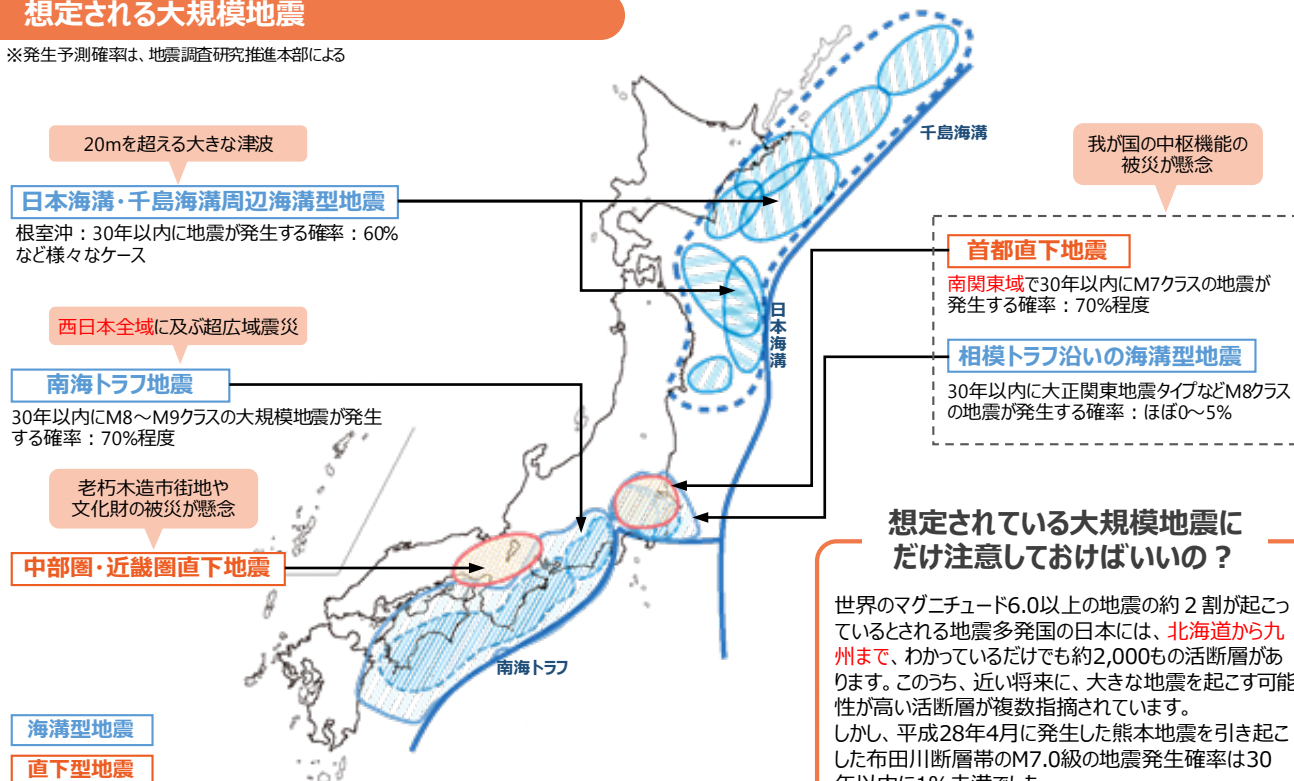 想定される大規模地震
※発生予測確率は、地震調査研究推進本部による
20mを超える大きな津波
日本海溝・千島海溝周辺海溝型地震
根室沖：30年以内に地震が発生する確率：60%
など様々なケース
西日本全域に及ぶ超広域震災
南海トラフ地震
30年以内にM8～M9クラスの大規模地震が発生
する確率：70%程度
老朽木造市街地や
文化財の被災が懸念
中部圏・近畿圏直下地震
海溝型地震
直下型地震
千島海溝
日本海溝
南海トラフ
我が国の中枢機能の
被災が懸念
首都直下地震
南関東域で30年以内にM7クラスの地震が
発生する確率：70%程度
相模トラフ沿いの海溝型地震
30年以内に大正関東地震タイプなどM8クラス
の地震が発生する確率：ほぼ0～5%
想定されている大規模地震に
だけ注意しておけばいいの？
世界のマグニチュード6.0以上の地震の約２割が起こっ
ているとされる地震多発国の日本には、北海道から九
州まで、わかっているだけでも約2,000もの活断層があ
ります。このうち、近い将来に、大きな地震を起こす可能
性が高い活断層が複数指摘されています。
しかし、平成28年4月に発生した熊本地震を引き起こ
した布田川断層帯のM7.0級の地震発生確率は30
年以内に1%未満でした